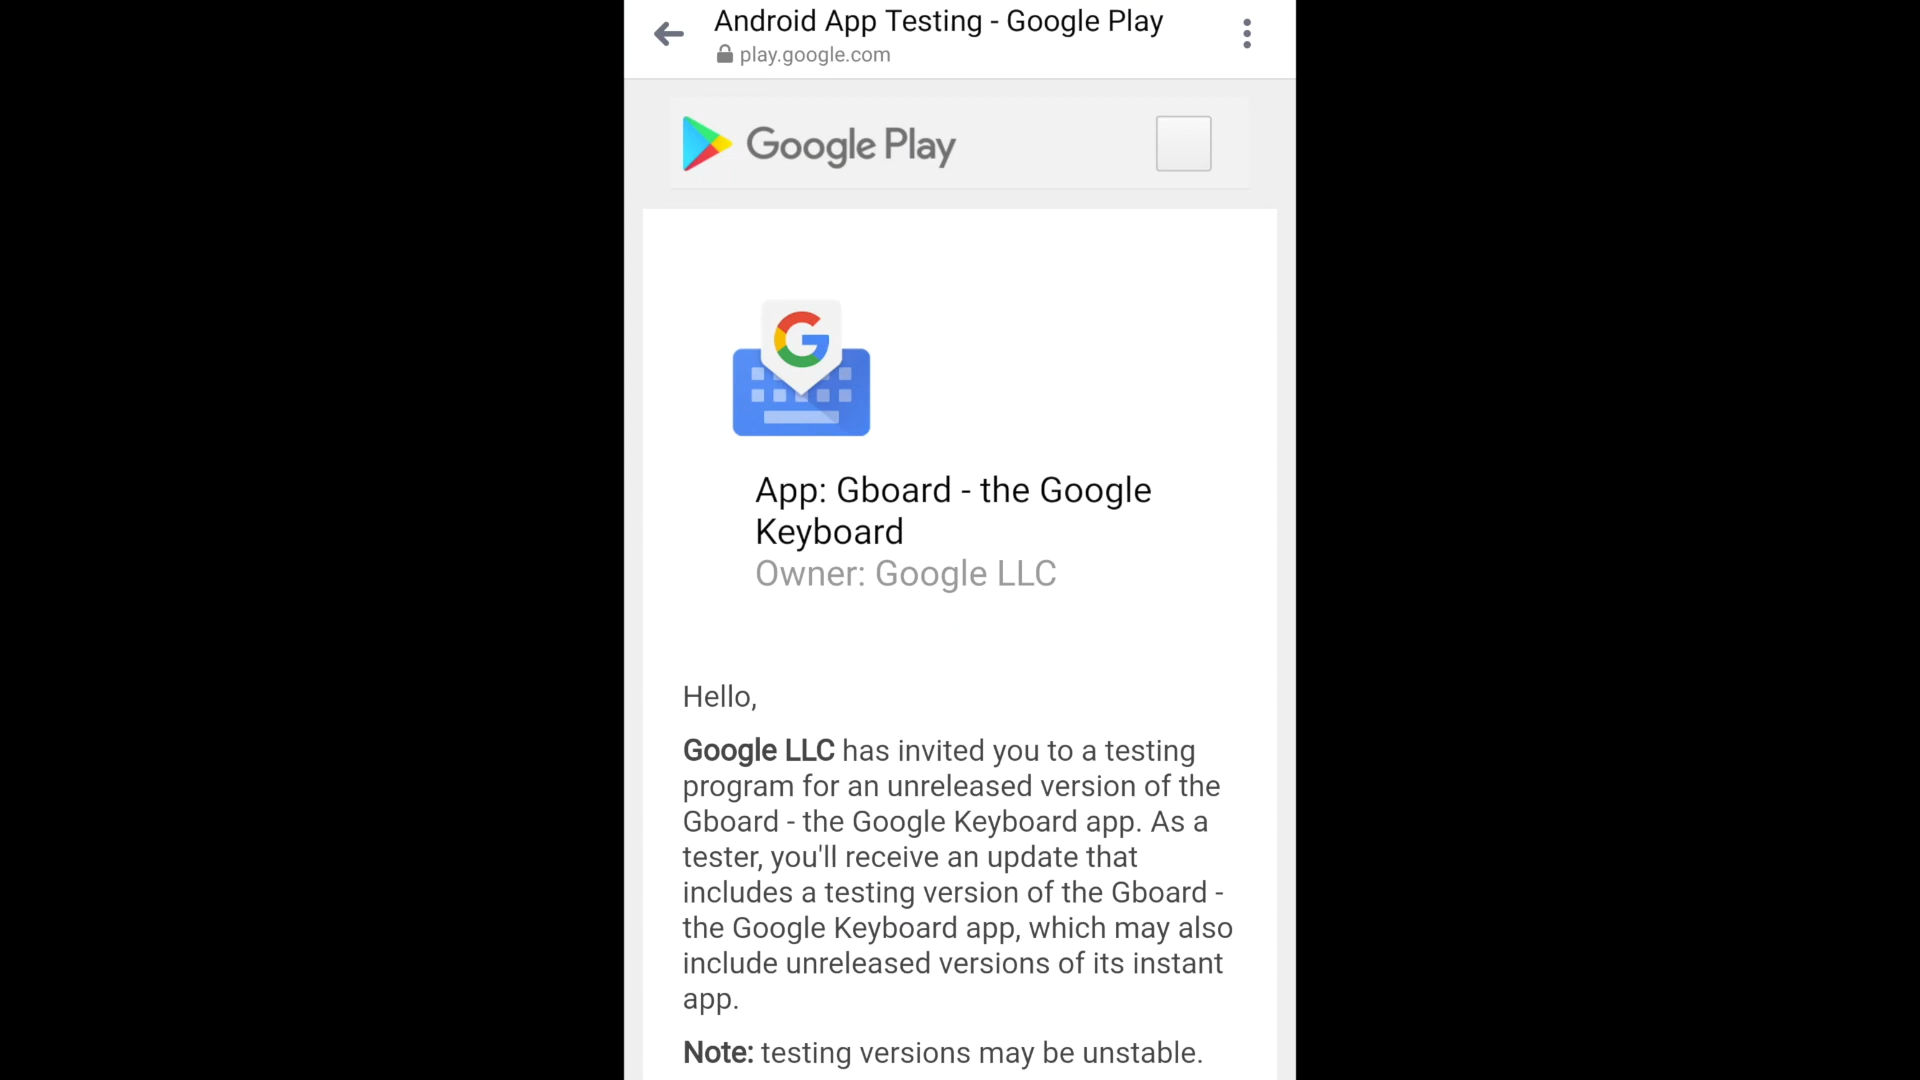 Android App Testing - Google Play
play.google.com
Google Play
G
App: Gboard - the Google
Keyboard
Owner: Google LLC
Hello,
Google LLC has invited you to a testing
program for an unreleased version of the
Gboard - the Google Keyboard app. As a
tester, you'll receive an update that
includes a testing version of the Gboard -
the Google Keyboard app, which may also
include unreleased versions of its instant
app.
Note: testing versions may be unstable.